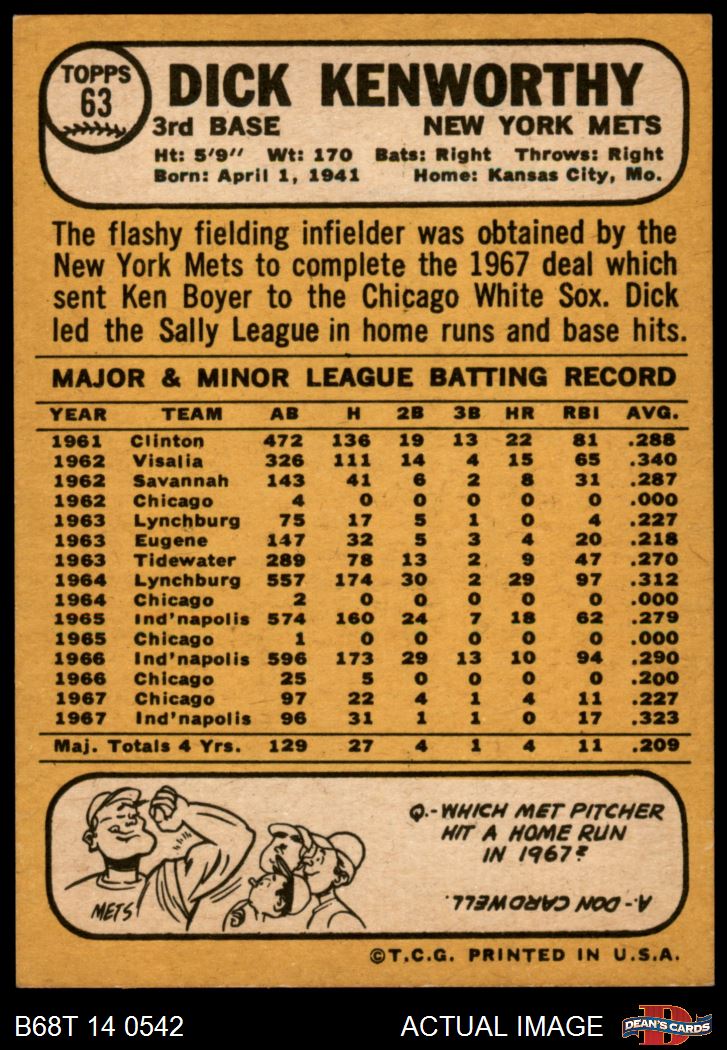 TOPPS
63
DICK KENWORTHY
3rd BASE NEW YORK METS
Ht: 5'9" Wt: 170 Bats: Right Throws: Right
Born: April 1, 1941 Home: Kansas City, Mo.
The flashy fielding infielder was obtained by the
New York Mets to complete the 1967 deal which
sent Ken Boyer to the Chicago White Sox. Dick
led the Sally League in home runs and base hits.
MAJOR & MINOR LEAGUE BATTING RECORD
YEAR TEAM AB H 2B 3B HR RBI AVG.
1961 Clinton 472 136 19 13 22 81 .288
1962 Visalia 326 111 14 4 15 65 .340
1962 Savannah 143 41 6 2 8 31 .287
1962 Chicago 4 0 0 0 0 0 .000
1963 Lynchburg 75 17 5 1 0 4 .227
1963 Eugene 147 32 5 3 4 20 .218
1963 Tidewater 289 78 13 2 9 47 .270
1964 Lynchburg 557 174 30 2 29 97 .312
1964 Chicago 2 0 0 0 0 0 .000
1965 Ind'napolis 574 160 24 7 18 62 .279
1965 Chicago 1 0 0 0 0 0 .000
1966 Ind'napolis 596 173 29 13 10 94 .290
1966 Chicago 25 5 0 0 0 0 .200
1967 Chicago 97 22 4 1 4 11 .227
1967 Ind'napolis 96 31 1 1 0 17 .323
Maj. Totals 4 Yrs. 129 27 4 1 4 11 .209
METS
Q.-WHICH MET PITCHER
HIT A HOME RUN
IN 1967?
A-DON CARDWELL.
©T.C.G. PRINTED IN U.S.A.
B68T 14 0542 ACTUAL IMAGE
D
DEAN'S CARDS